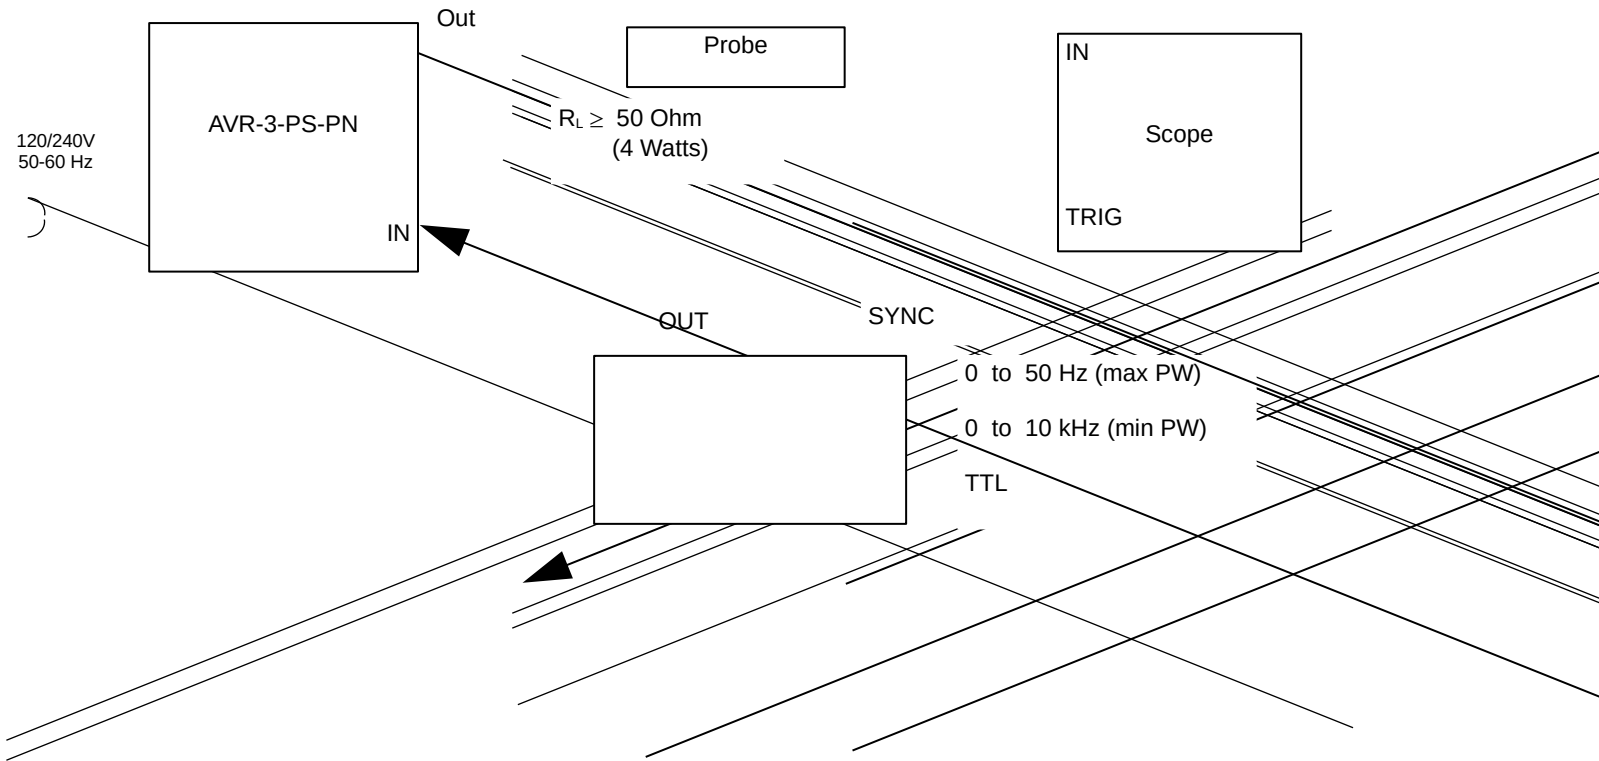 Out
Probe
IN
AVR-3-PS-PN
RL ≥ 50 Ohm
(4 Watts)
Scope
120/240V
50-60 Hz
TRIG
IN
SYNC
OUT
0 to 50 Hz (max PW)
0 to 10 kHz (min PW)
TTL